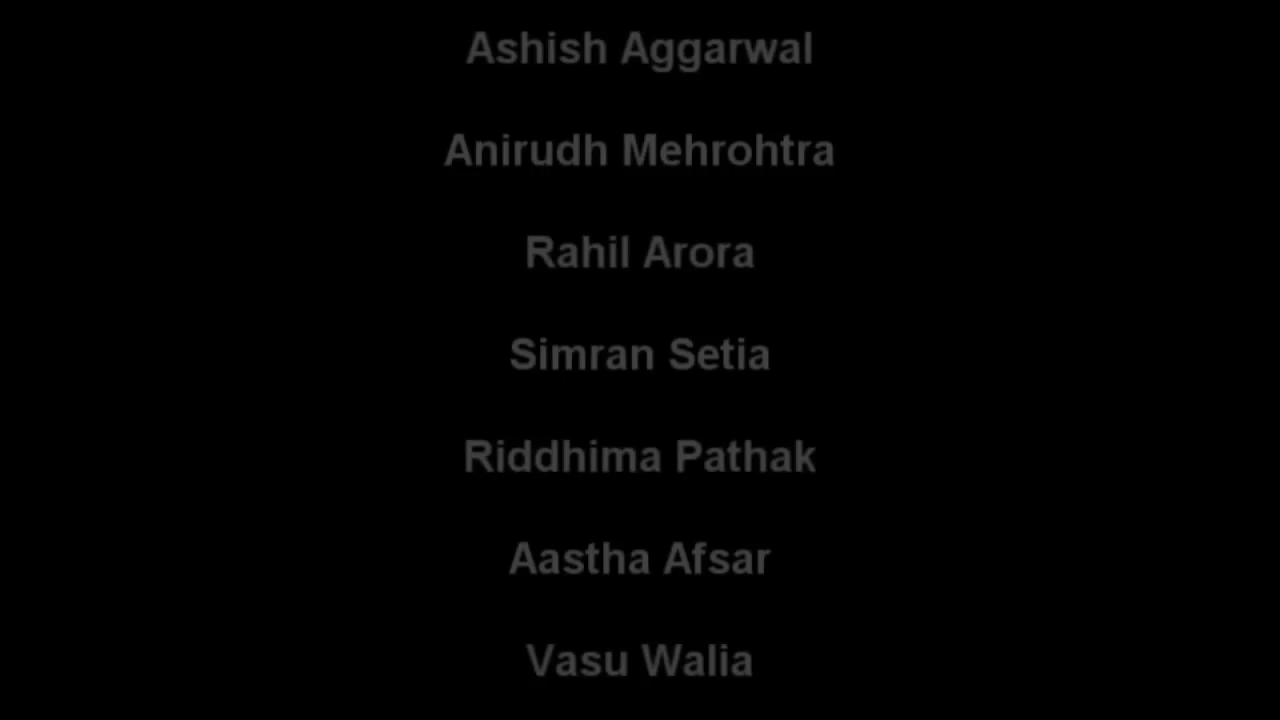 Ashish Aggarwal
Anirudh Mehrohtra
Rahil Arora
Simran Setia
Riddhima Pathak
Aastha Afsar
Vasu Walia